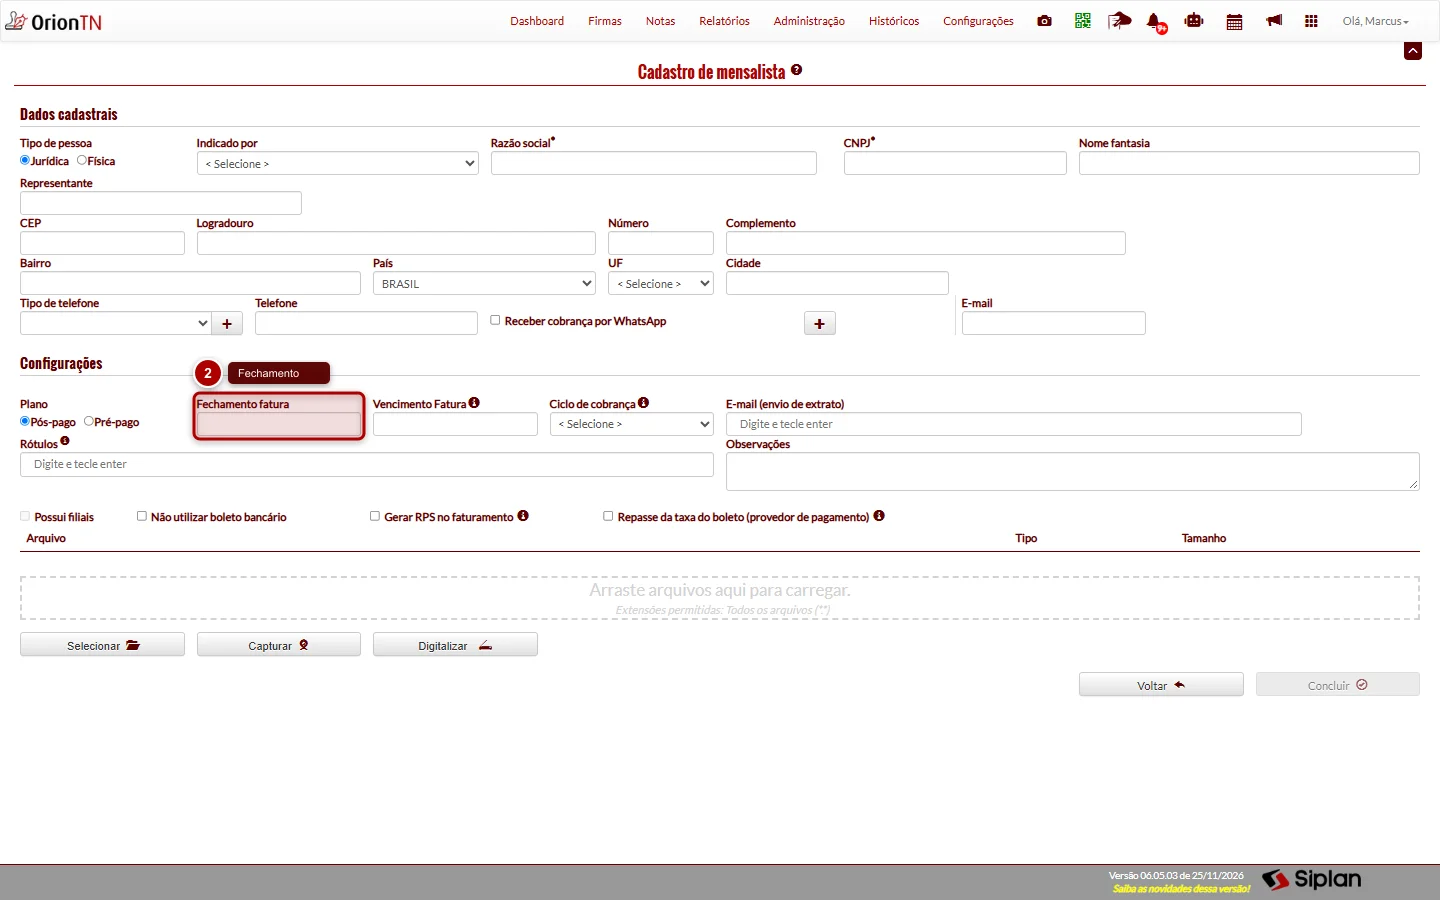 OrionTN
Dashboard Firmas Notas Relatórios Administração Históricos Configurações 9+ Olá, Marcus
Cadastro de mensalista
Dados cadastrais
Tipo de pessoa Indicado por Razão social* CNPJ* Nome fantasia
Jurídica Física < Selecione >
Representante
CEP Logradouro Número Complemento
Bairro País UF Cidade
BRASIL < Selecione >
Tipo de telefone Telefone E-mail
+ Receber cobrança por WhatsApp +
Configurações
2 Fechamento
Plano Fechamento fatura Vencimento Fatura Ciclo de cobrança E-mail (envio de extrato)
Pós-pago Pré-pago < Selecione > Digite e tecle enter
Rótulos Observações
Digite e tecle enter
Possui filiais Não utilizar boleto bancário Gerar RPS no faturamento Repasse da taxa do boleto (provedor de pagamento)
Arquivo Tipo Tamanho
Arraste arquivos aqui para carregar.
Extensões permitidas: Todos os arquivos (*.*)
Selecionar Capturar Digitalizar
Voltar Concluir
Versão 06.05.03 de 25/11/2026
Saiba as novidades dessa versão!
Siplan